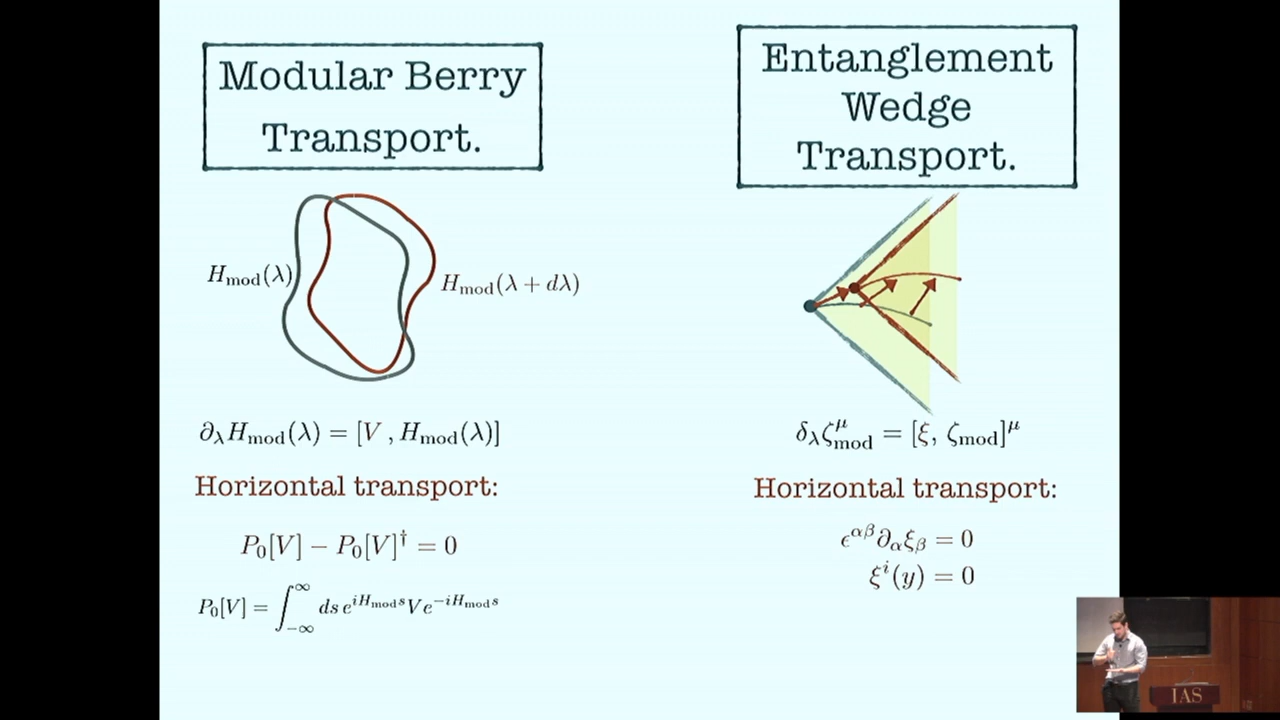 Modular Berry
Transport.
H_mod(λ)
H_mod(λ + dλ)
∂_λ H_mod(λ) = [V , H_mod(λ)]
Horizontal transport:
P_0[V] − P_0[V]^† = 0
P_0[V] = ∫_{−∞}^{∞} ds e^{iH_mod s} V e^{−iH_mod s}
Entanglement
Wedge
Transport.
δ_λ ζ^μ_mod = [ξ, ζ_mod]^μ
Horizontal transport:
ϵ^{αβ} ∂_α ξ_β = 0
ξ^i(y) = 0
IAS